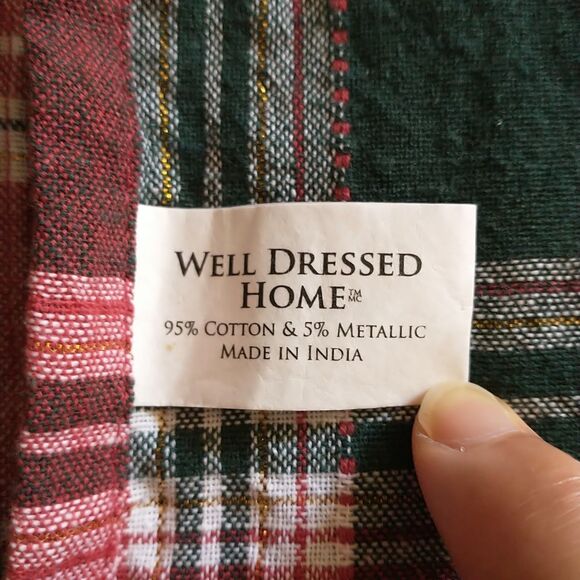 WELL DRESSED
HOME™ MC
95% COTTON & 5% METALLIC
MADE IN INDIA